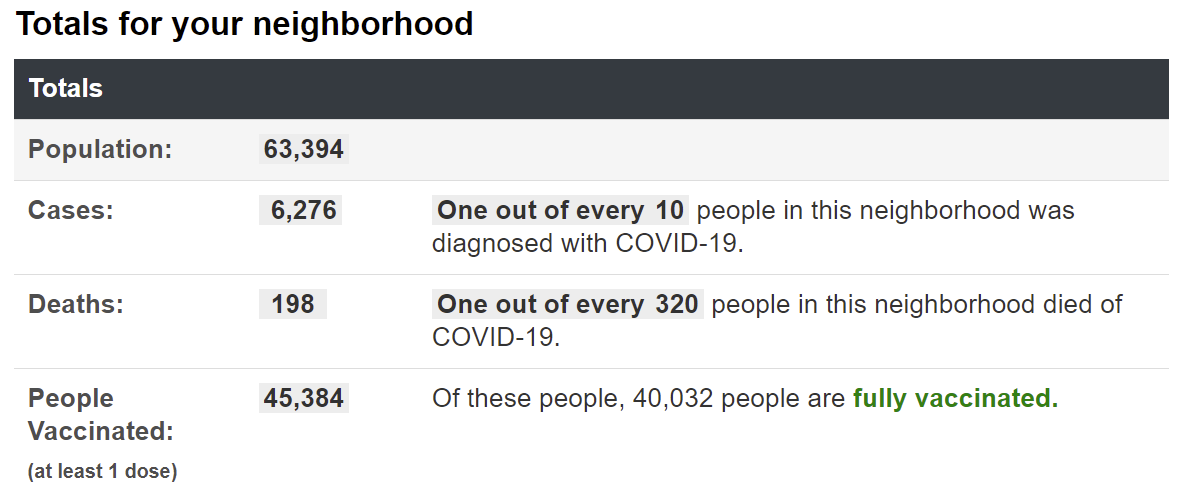 Totals for your neighborhood
Totals
Population: 63,394
Cases: 6,276 One out of every 10 people in this neighborhood was
diagnosed with COVID-19.
Deaths: 198 One out of every 320 people in this neighborhood died of
COVID-19.
People 45,384 Of these people, 40,032 people are fully vaccinated.
Vaccinated:
(at least 1 dose)